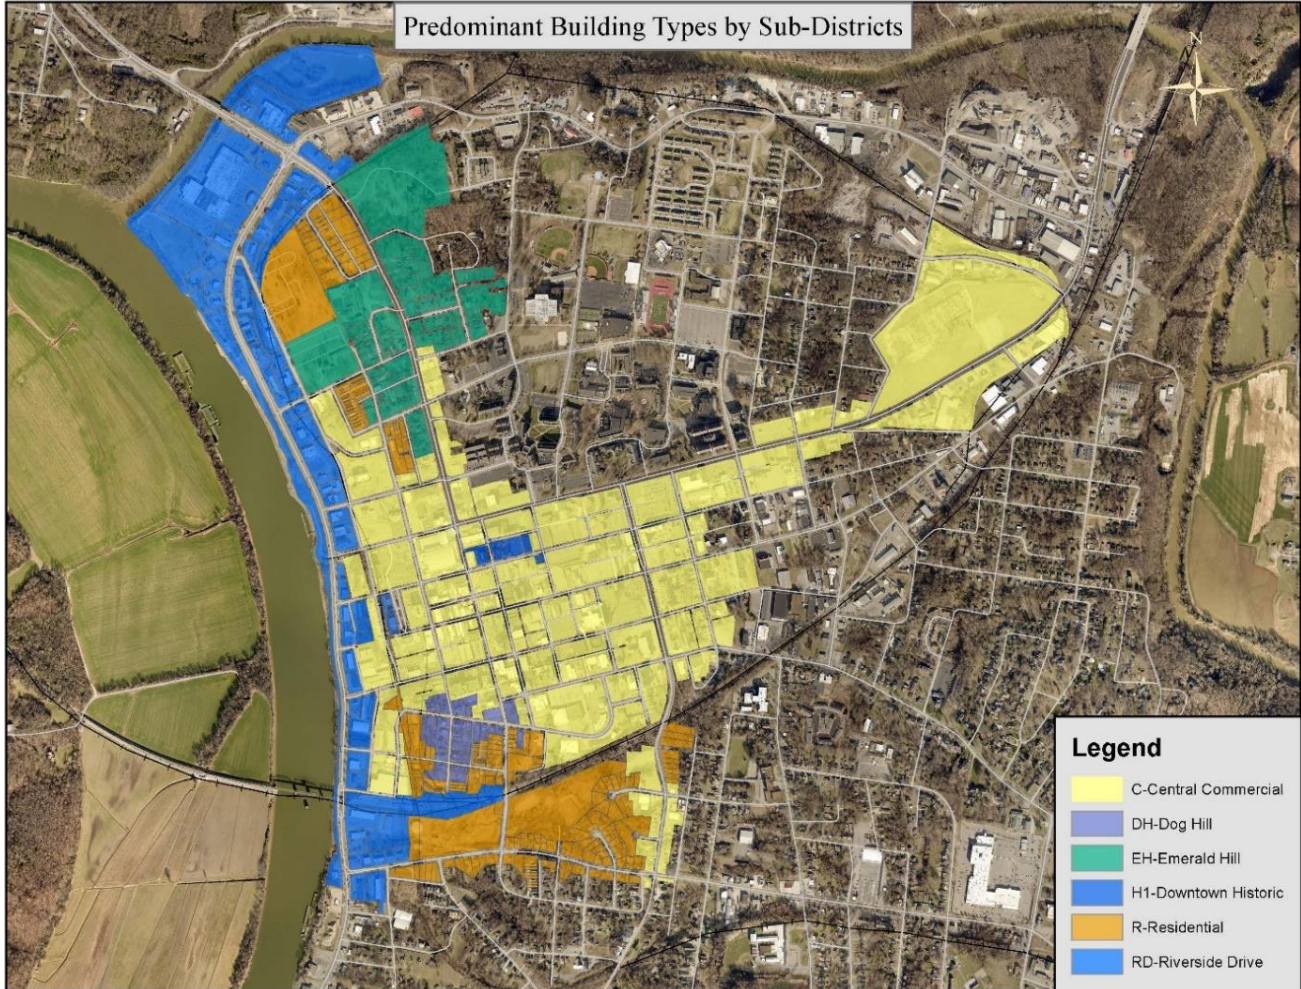 Predominant Building Types by Sub-Districts
N
Legend
C-Central Commercial
DH-Dog Hill
EH-Emerald Hill
H1-Downtown Historic
R-Residential
RD-Riverside Drive